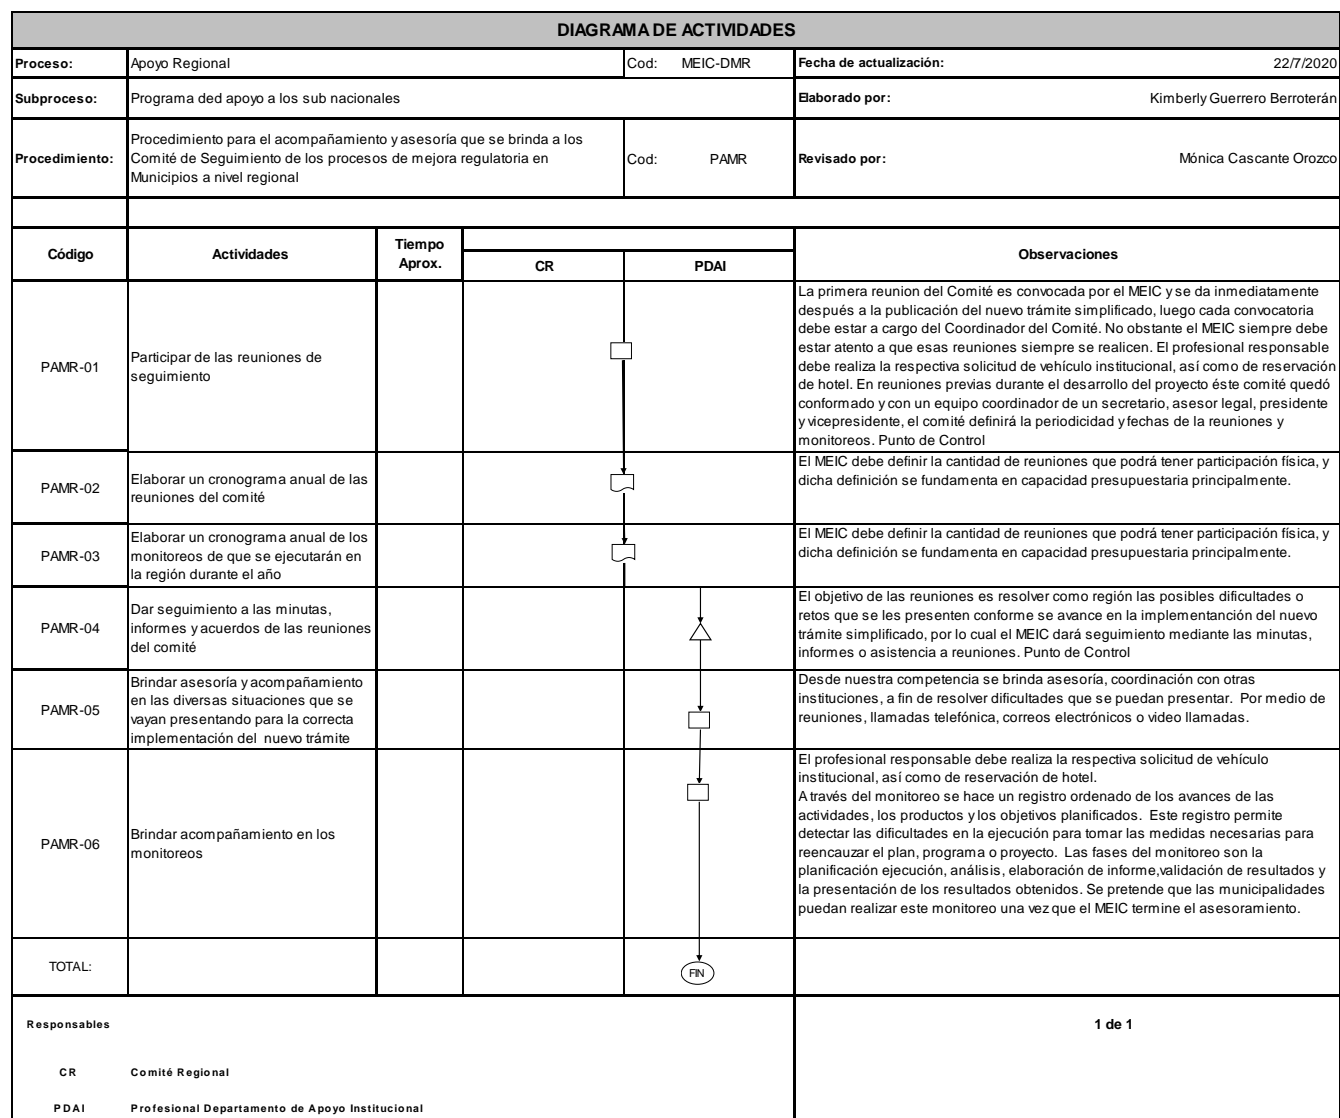 DIAGRAMA DE ACTIVIDADES
Proceso: Apoyo Regional Cod: MEIC-DMR Fecha de actualización: 22/7/2020
Subproceso: Programa ded apoyo a los sub nacionales Elaborado por: Kimberly Guerrero Berroterán
Procedimiento: Procedimiento para el acompañamiento y asesoría que se brinda a los
Comité de Seguimiento de los procesos de mejora regulatoria en
Municipios a nivel regional
Cod: PAMR Revisado por: Mónica Cascante Orozco
Código Actividades Tiempo
Aprox.
CR PDAI Observaciones
PAMR-01
Participar de las reuniones de
seguimiento
La primera reunion del Comité es convocada por el MEIC y se da inmediatamente
después a la publicación del nuevo trámite simplificado, luego cada convocatoria
debe estar a cargo del Coordinador del Comité. No obstante el MEIC siempre debe
estar atento a que esas reuniones siempre se realicen. El profesional responsable
debe realiza la respectiva solicitud de vehículo institucional, así como de reservación
de hotel. En reuniones previas durante el desarrollo del proyecto éste comité quedó
conformado y con un equipo coordinador de un secretario, asesor legal, presidente
y vicepresidente, el comité definirá la periodicidad y fechas de la reuniones y
monitoreos. Punto de Control
PAMR-02
Elaborar un cronograma anual de las
reuniones del comité
El MEIC debe definir la cantidad de reuniones que podrá tener participación física, y
dicha definición se fundamenta en capacidad presupuestaria principalmente.
PAMR-03
Elaborar un cronograma anual de los
monitoreos de que se ejecutarán en
la región durante el año
El MEIC debe definir la cantidad de reuniones que podrá tener participación física, y
dicha definición se fundamenta en capacidad presupuestaria principalmente.
PAMR-04
Dar seguimiento a las minutas,
informes y acuerdos de las reuniones
del comité
El objetivo de las reuniones es resolver como región las posibles dificultades o
retos que se les presenten conforme se avance en la implementanción del nuevo
trámite simplificado, por lo cual el MEIC dará seguimiento mediante las minutas,
informes o asistencia a reuniones. Punto de Control
PAMR-05
Brindar asesoría y acompañamiento
en las diversas situaciones que se
vayan presentando para la correcta
implementación del nuevo trámite
Desde nuestra competencia se brinda asesoría, coordinación con otras
instituciones, a fin de resolver dificultades que se puedan presentar. Por medio de
reuniones, llamadas telefónica, correos electrónicos o video llamadas.
PAMR-06
Brindar acompañamiento en los
monitoreos
El profesional responsable debe realiza la respectiva solicitud de vehículo
institucional, así como de reservación de hotel.
A través del monitoreo se hace un registro ordenado de los avances de las
actividades, los productos y los objetivos planificados. Este registro permite
detectar las dificultades en la ejecución para tomar las medidas necesarias para
reencauzar el plan, programa o proyecto. Las fases del monitoreo son la
planificación ejecución, análisis, elaboración de informe,validación de resultados y
la presentación de los resultados obtenidos. Se pretende que las municipalidades
puedan realizar este monitoreo una vez que el MEIC termine el asesoramiento.
TOTAL: FIN
Responsables 1 de 1
CR Comité Regional
PDAI Profesional Departamento de Apoyo Institucional